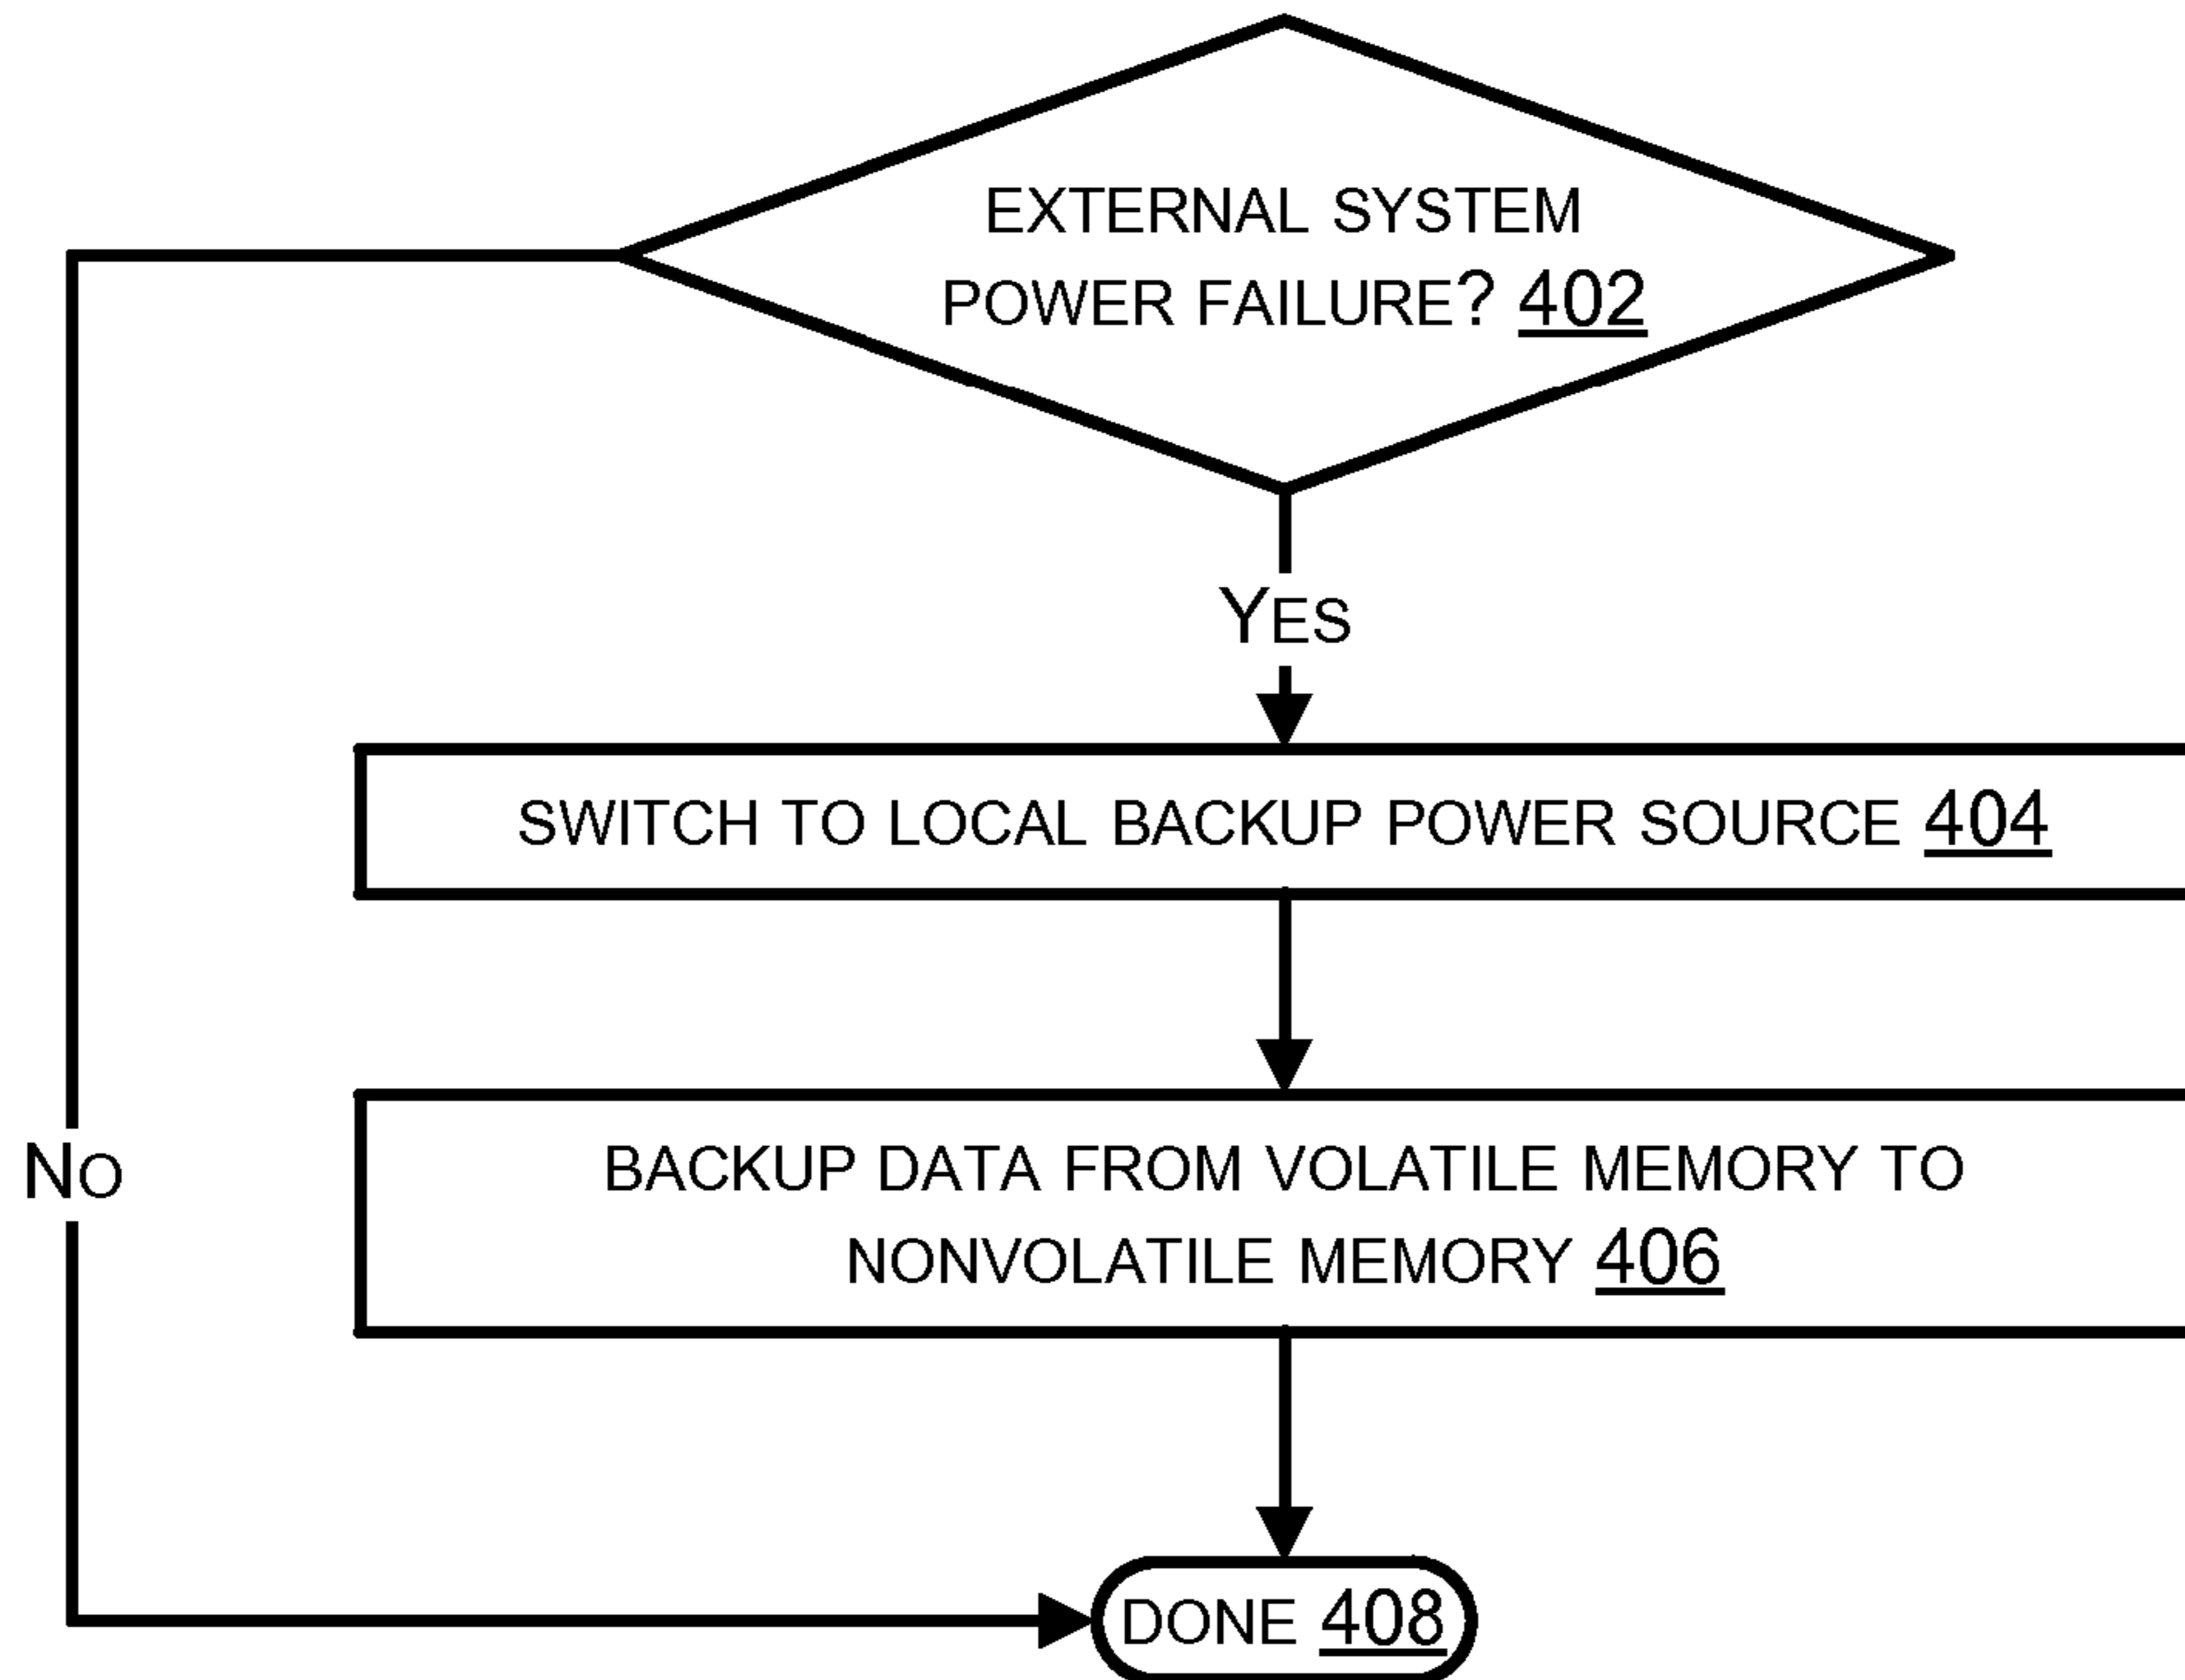 EXTERNAL SYSTEM
POWER FAILURE? 402
YES
SWITCH TO LOCAL BACKUP POWER SOURCE 404
BACKUP DATA FROM VOLATILE MEMORY TO
NONVOLATILE MEMORY 406
NO
DONE 408